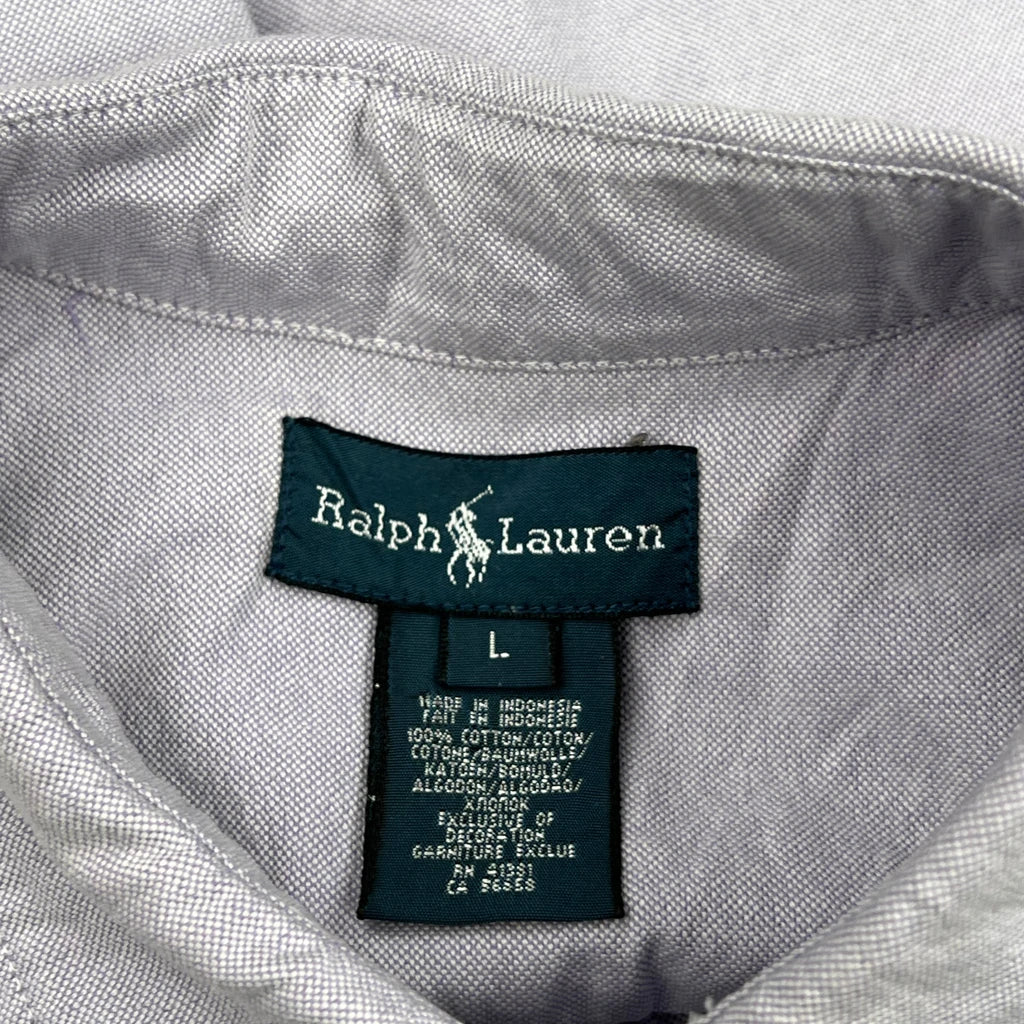 Ralph Lauren
L
MADE IN INDONESIA
FAIT EN INDONESIE
100% COTTON/COTON/
COTONE/BAUMWOLLE/
KATOEN/BOMULD/
ALGODON/ALGODAO/
ХЛОПОК
EXCLUSIVE OF
DECORATION
GARNITURE EXCLUE
RN 41381
CA 56658